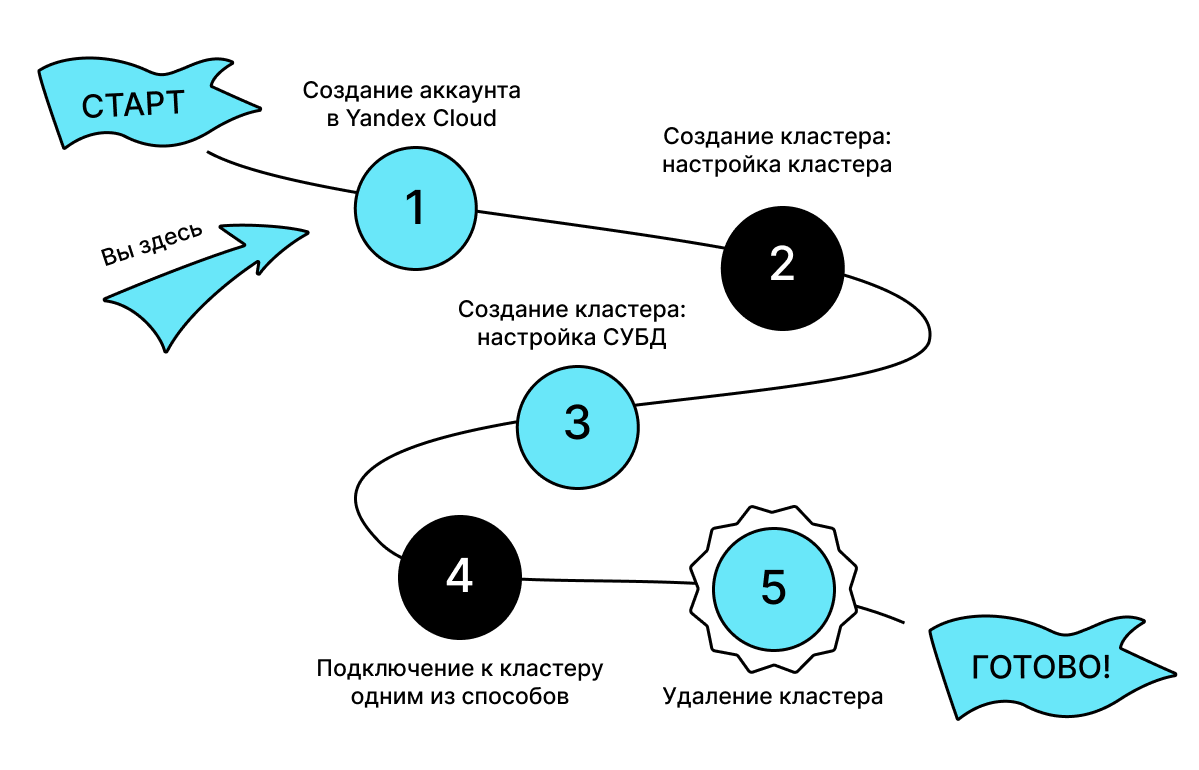 СТАРТ
Создание аккаунта
в Yandex Cloud
1
Вы здесь
Создание кластера:
настройка кластера
2
Создание кластера:
настройка СУБД
3
4
Подключение к кластеру
одним из способов
5
Удаление кластера
ГОТОВО!